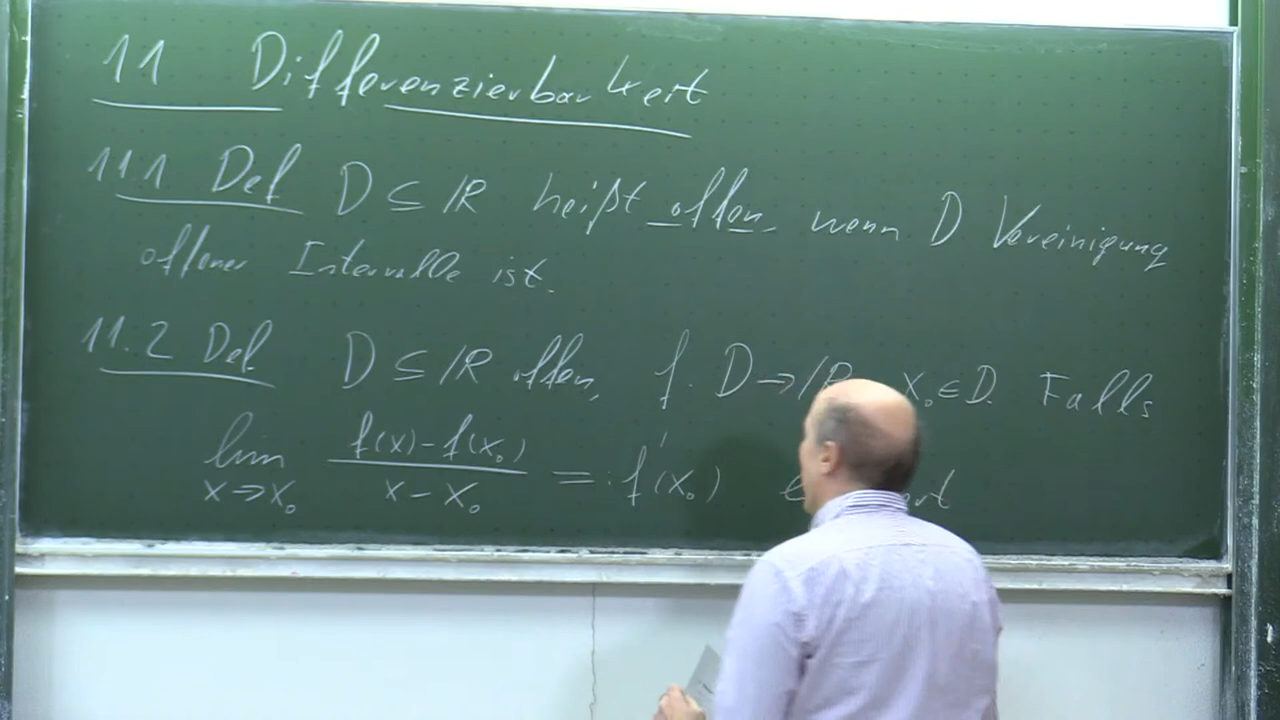 11 Differenzierbarkeit
11.1 Def D ⊆ ℝ heißt offen, wenn D Vereinigung
offener Intervalle ist.
11.2 Def. D ⊆ ℝ offen, f: D → ℝ, x₀ ∈ D. Falls
lim f(x) - f(x₀)
x → x₀ x - x₀ =: f'(x₀)